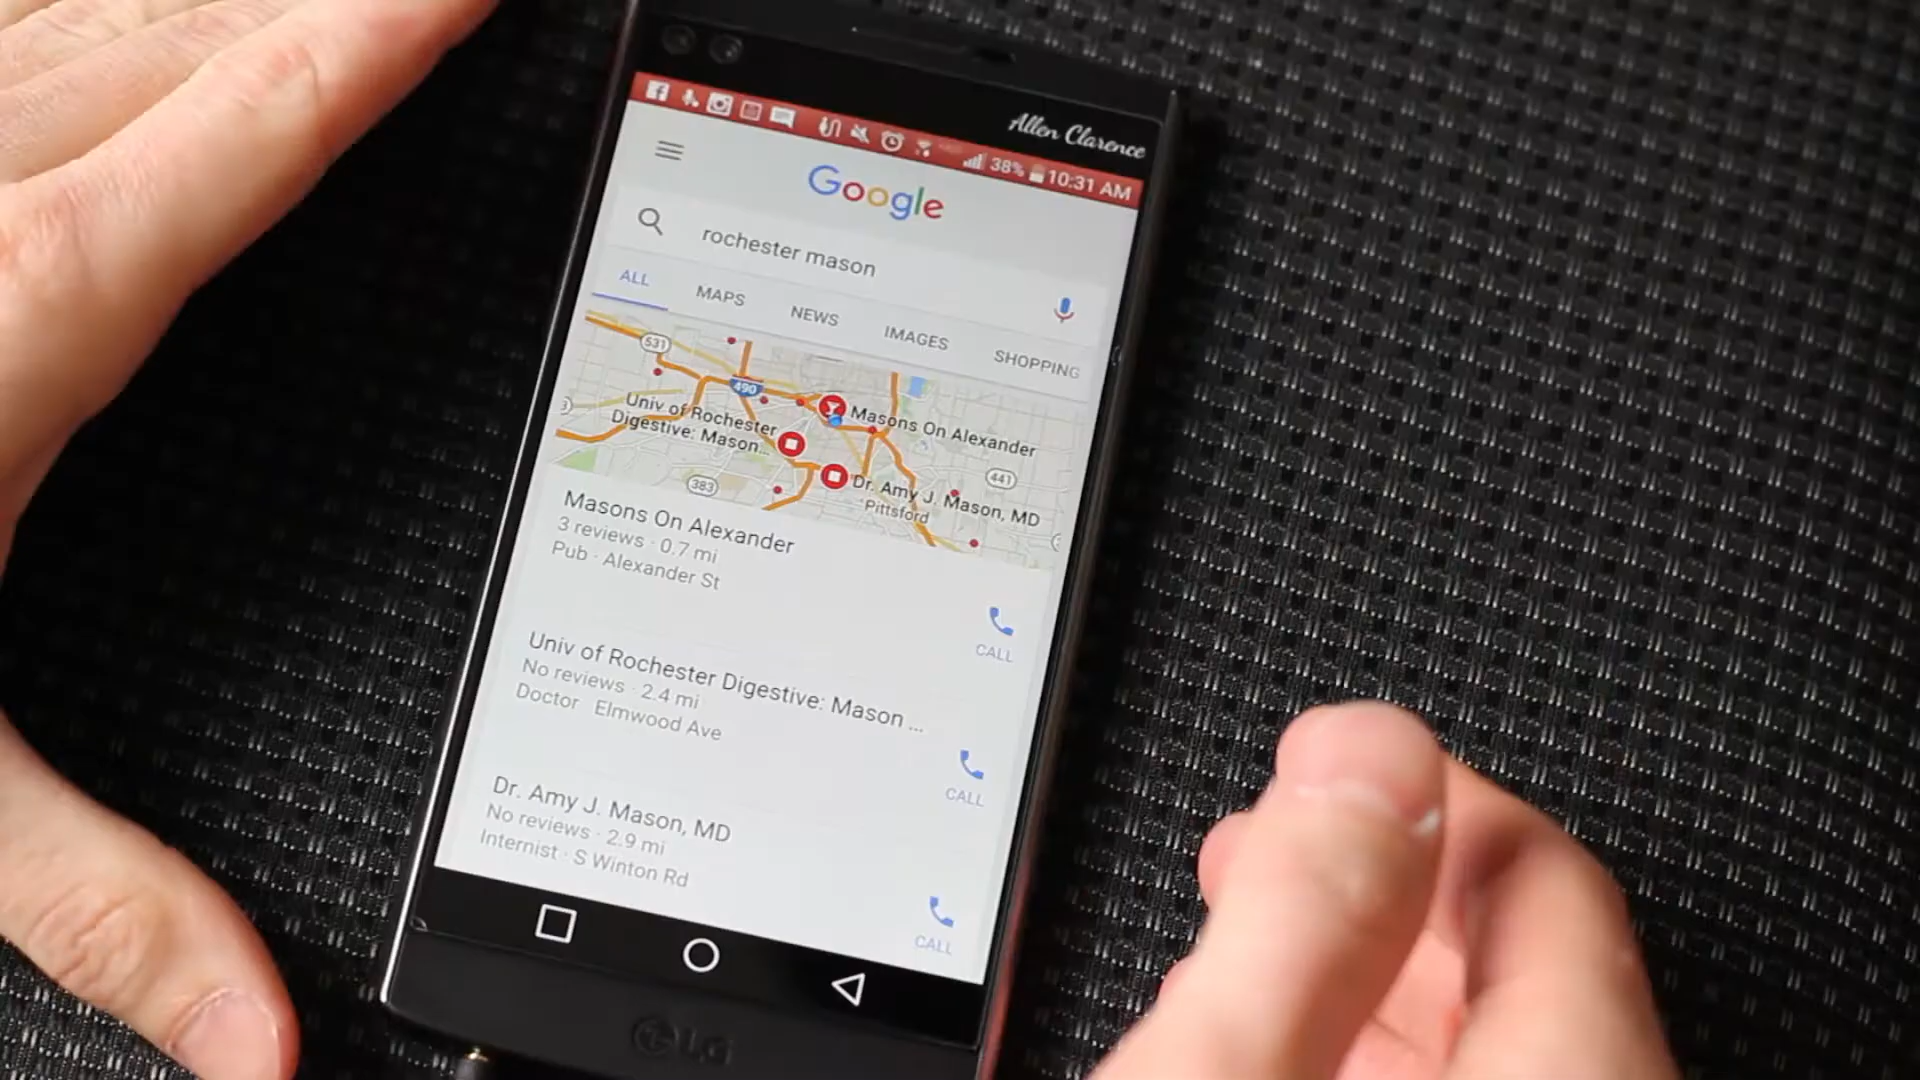 Allen Clarence
38% 10:31 AM
Google
rochester mason
ALL MAPS NEWS IMAGES SHOPPING
531
490
Masons On Alexander
Univ of Rochester
Digestive: Mason...
441
383
Dr. Amy J. Mason, MD
Pittsford
Masons On Alexander
3 reviews · 0.7 mi
Pub · Alexander St
CALL
Univ of Rochester Digestive: Mason ...
No reviews · 2.4 mi
Doctor Elmwood Ave
CALL
Dr. Amy J. Mason, MD
No reviews · 2.9 mi
Internist · S Winton Rd
CALL
LG